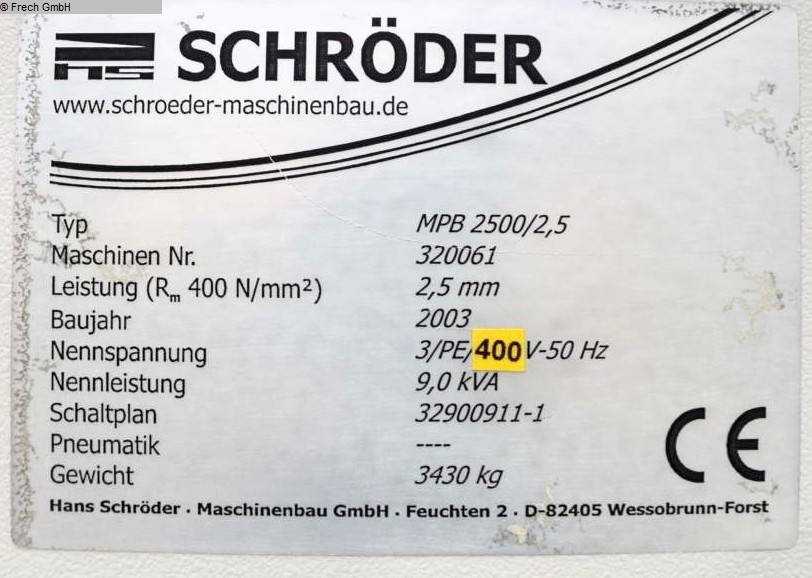 © Frech GmbH
HS SCHRÖDER
www.schroeder-maschinenbau.de
Typ MPB 2500/2,5
Maschinen Nr. 320061
Leistung (Rm 400 N/mm²) 2,5 mm
Baujahr 2003
Nennspannung 3/PE/400 V-50 Hz
Nennleistung 9,0 kVA
Schaltplan 32900911-1
Pneumatik ----
Gewicht 3430 kg
CE
Hans Schröder · Maschinenbau GmbH · Feuchten 2 · D-82405 Wessobrunn-Forst